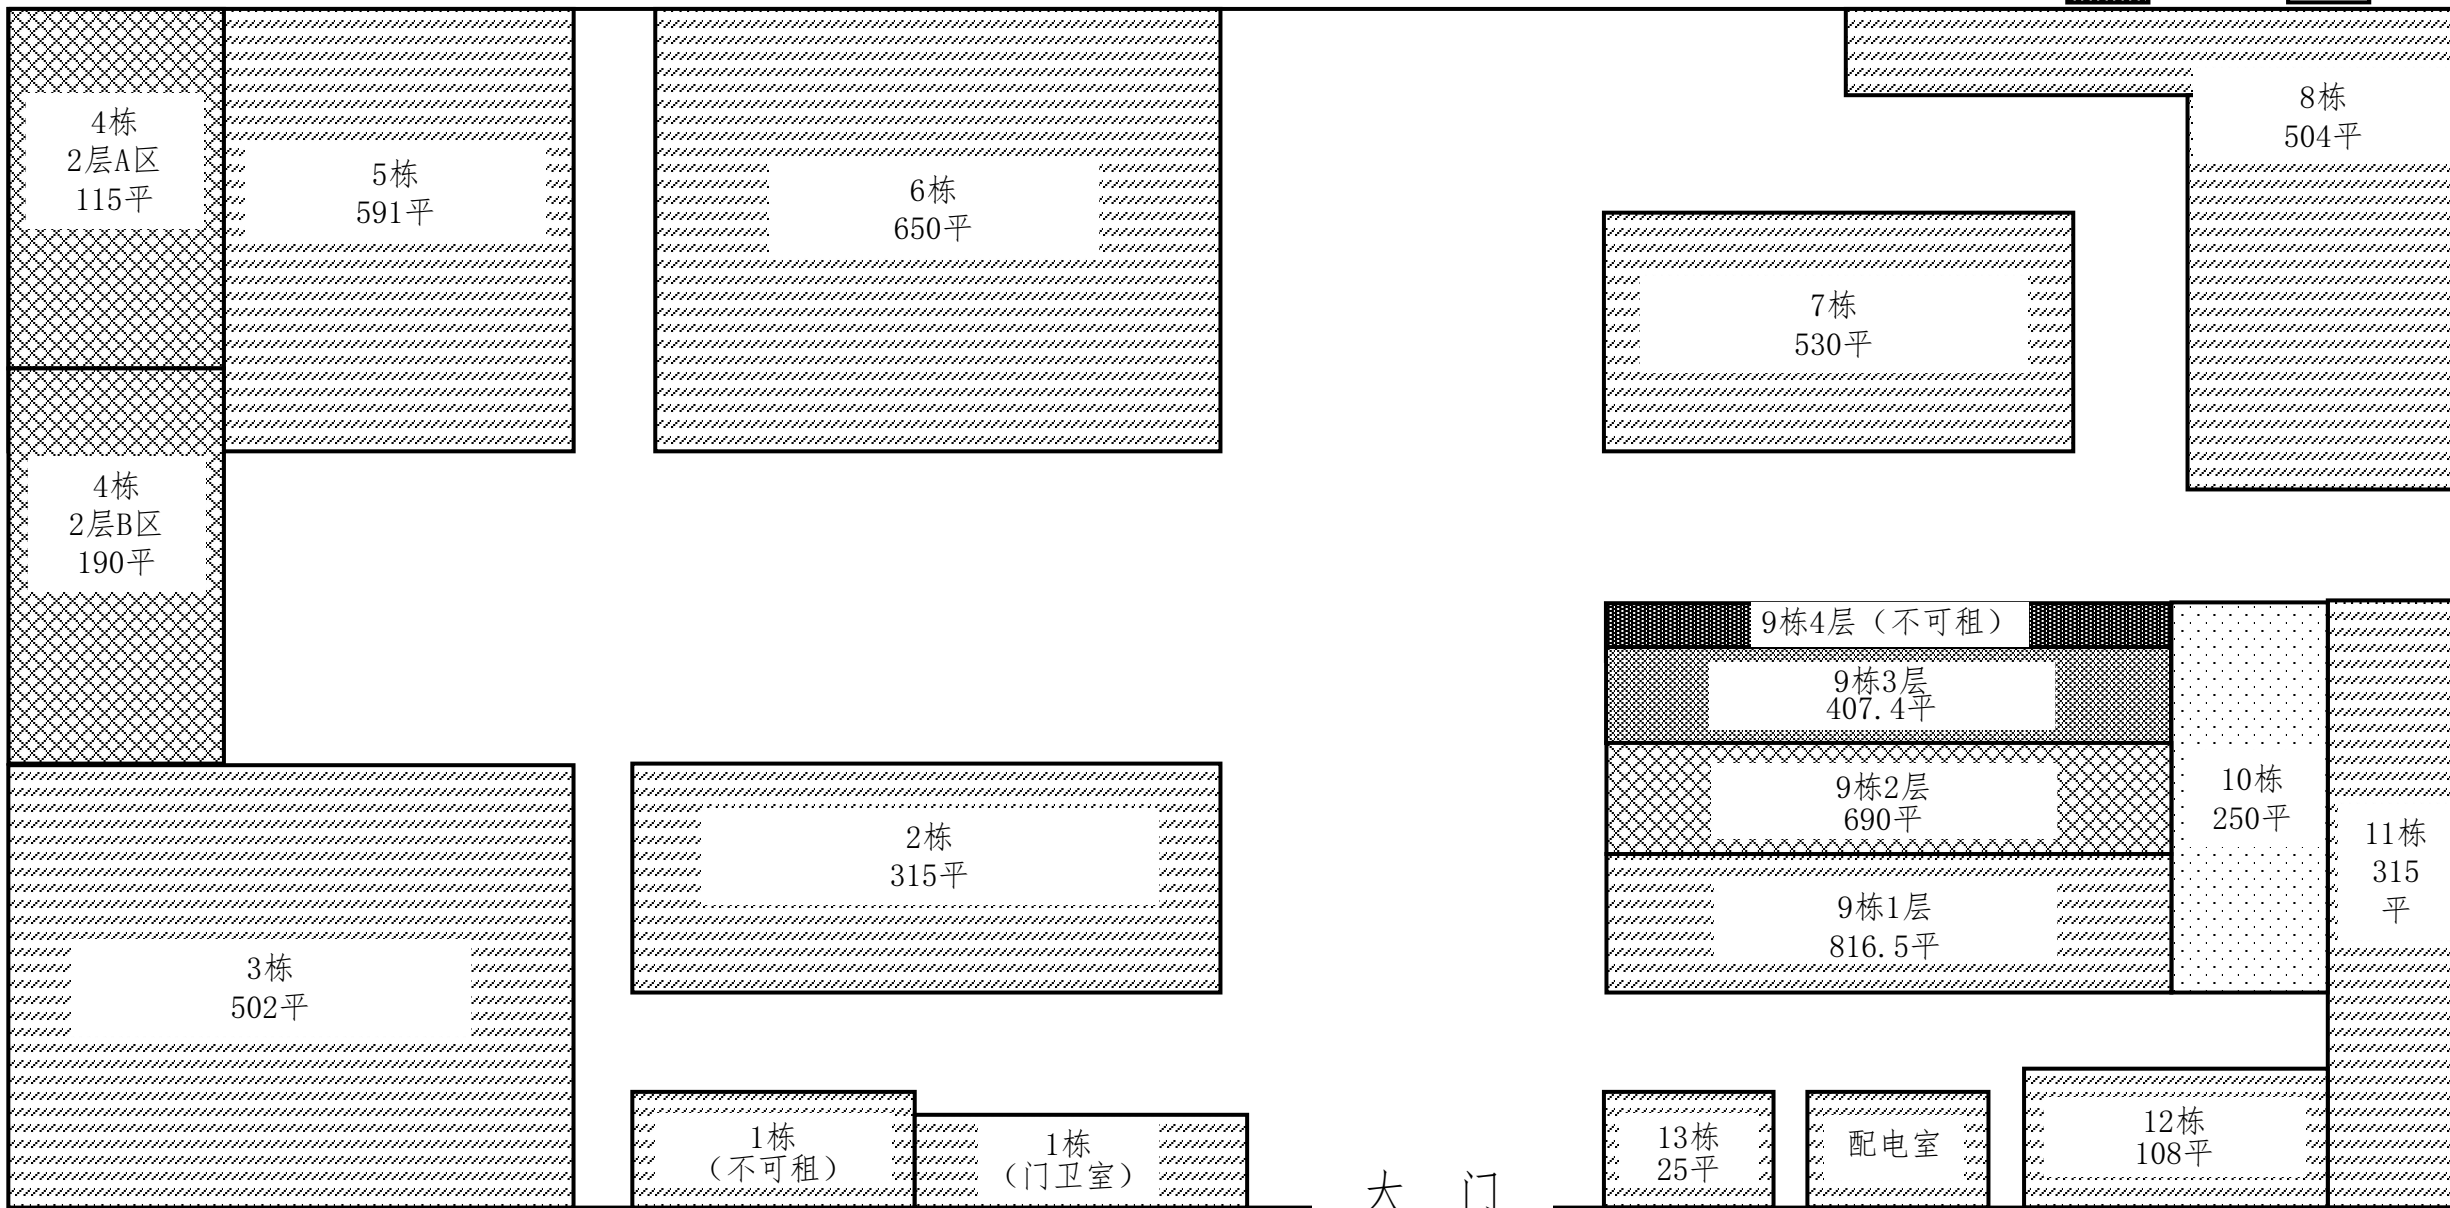 4栋
2层A区
115平
5栋
591平
6栋
650平
8栋
504平
7栋
530平
4栋
2层B区
190平
9栋4层（不可租）
9栋3层
407.4平
9栋2层
690平
9栋1层
816.5平
10栋
250平
11栋
315
平
2栋
315平
3栋
502平
1栋
（不可租）
1栋
（门卫室）
大 门
13栋
25平
配电室
12栋
108平